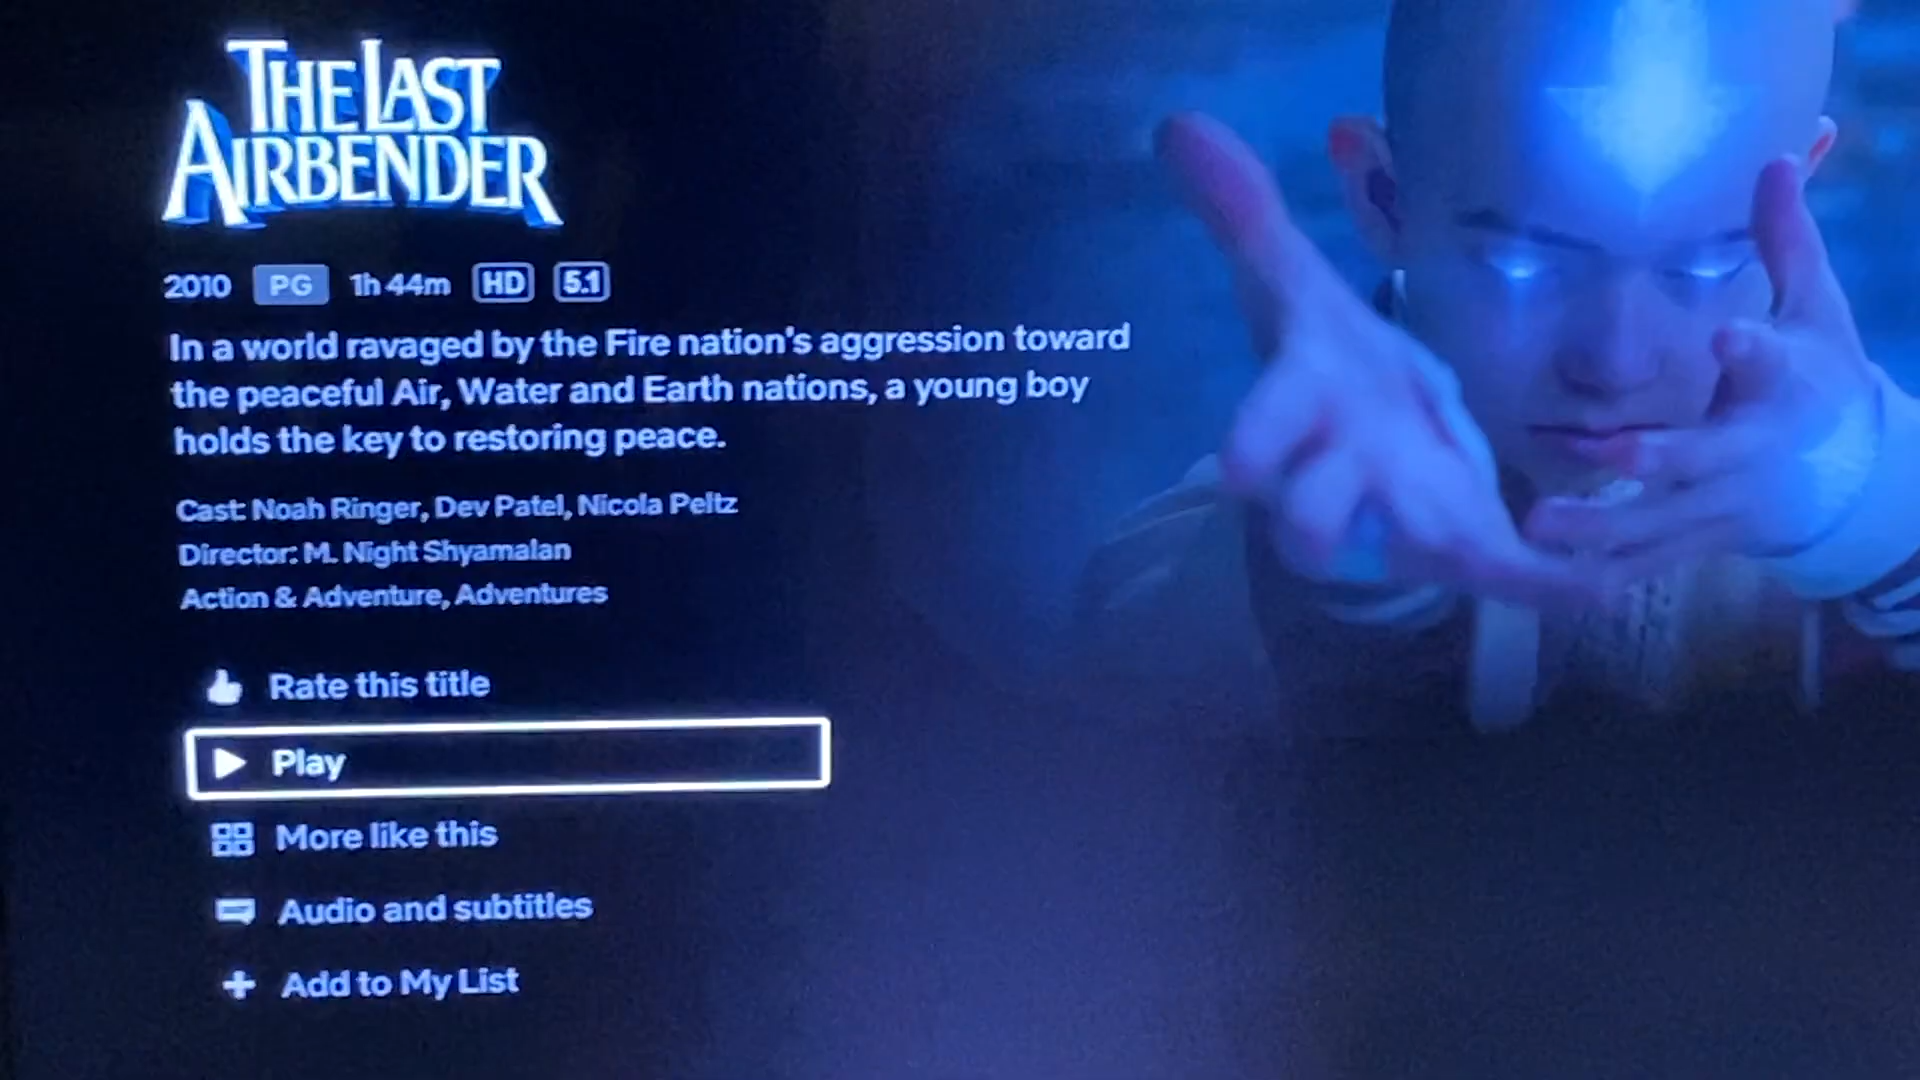 THE LAST
AIRBENDER
2010 PG 1h 44m HD 5.1
In a world ravaged by the Fire nation's aggression toward
the peaceful Air, Water and Earth nations, a young boy
holds the key to restoring peace.
Cast: Noah Ringer, Dev Patel, Nicola Peltz
Director: M. Night Shyamalan
Action & Adventure, Adventures
Rate this title
Play
More like this
Audio and subtitles
Add to My List